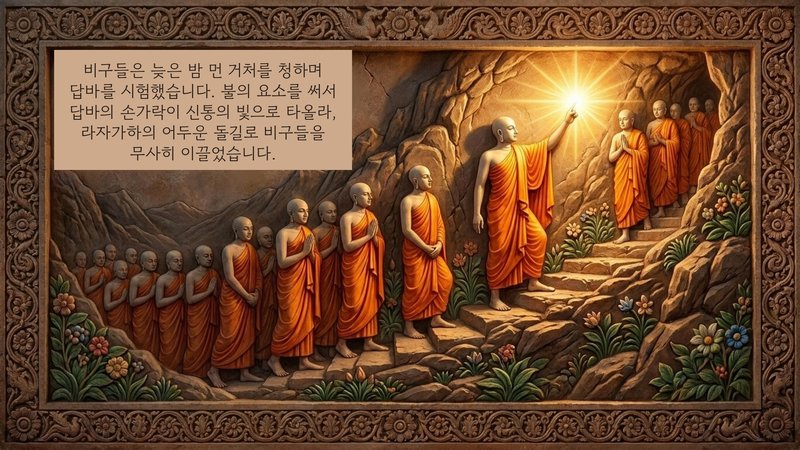 비구들은 늦은 밤 먼 거처를 청하며
답바를 시험했습니다. 불의 요소를 써서
답바의 손가락이 신통의 빛으로 타올라,
라자가하의 어두운 돌길로 비구들을
무사히 이끌었습니다.